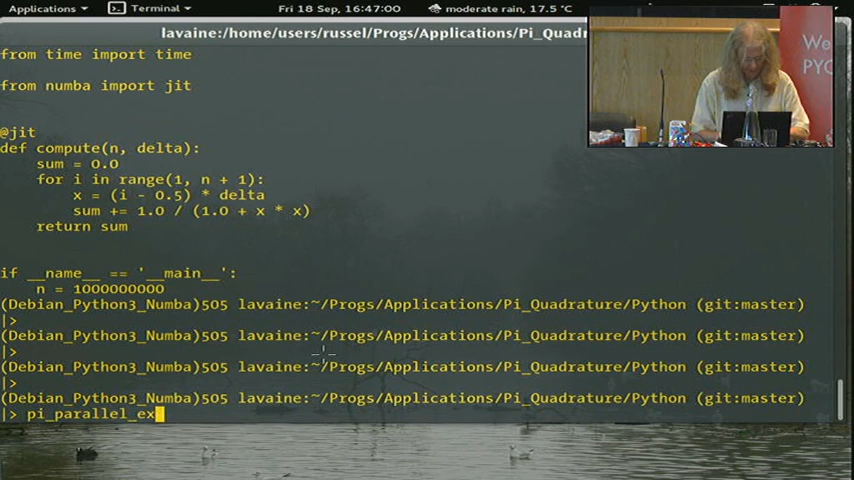 Applications Terminal Fri 18 Sep, 16:47:00 moderate rain, 17.5 °C
lavaine:/home/users/russel/Progs/Applications/Pi_Quadr
We
PYC
from time import time
from numba import jit
@jit
def compute(n, delta):
sum = 0.0
for i in range(1, n + 1):
x = (i - 0.5) * delta
sum += 1.0 / (1.0 + x * x)
return sum
if __name__ == '__main__':
n = 1000000000
(Debian_Python3_Numba)505 lavaine:~/Progs/Applications/Pi_Quadrature/Python (git:master)
|>
(Debian_Python3_Numba)505 lavaine:~/Progs/Applications/Pi_Quadrature/Python (git:master)
|>
(Debian_Python3_Numba)505 lavaine:~/Progs/Applications/Pi_Quadrature/Python (git:master)
|>
(Debian_Python3_Numba)505 lavaine:~/Progs/Applications/Pi_Quadrature/Python (git:master)
|> pi_parallel_ex